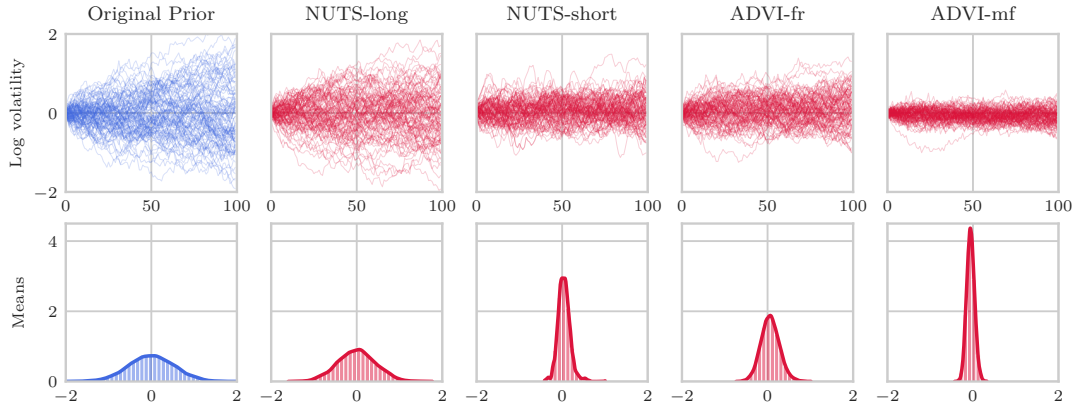 Original Prior NUTS-long NUTS-short ADVI-fr ADVI-mf
Log volatility
2
0
−2
0 50 100 0 50 100 0 50 100 0 50 100 0 50 100
Means
4
2
0
−2 0 2 −2 0 2 −2 0 2 −2 0 2 −2 0 2